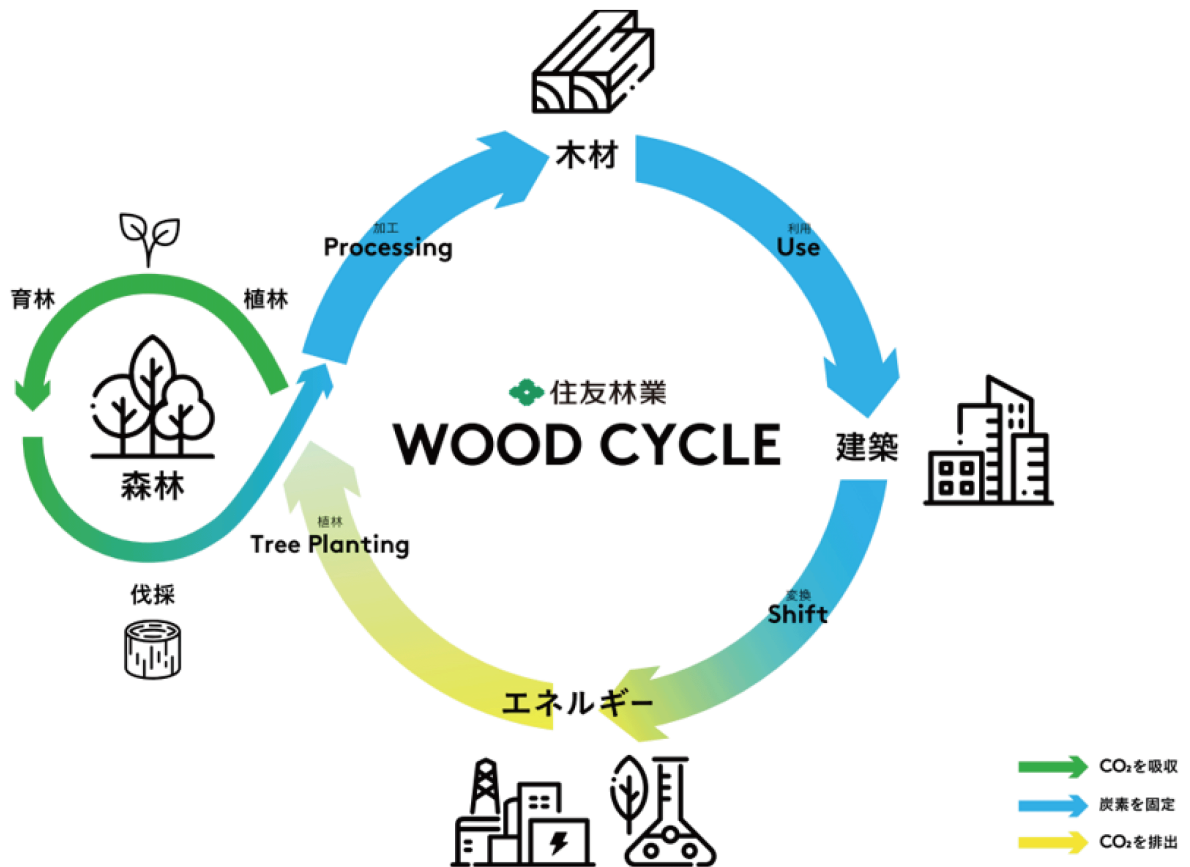 木材
加工
Processing
利用
Use
育林
植林
森林
伐採
住友林業
WOOD CYCLE
建築
植林
Tree Planting
変換
Shift
エネルギー
CO₂を吸収
炭素を固定
CO₂を排出